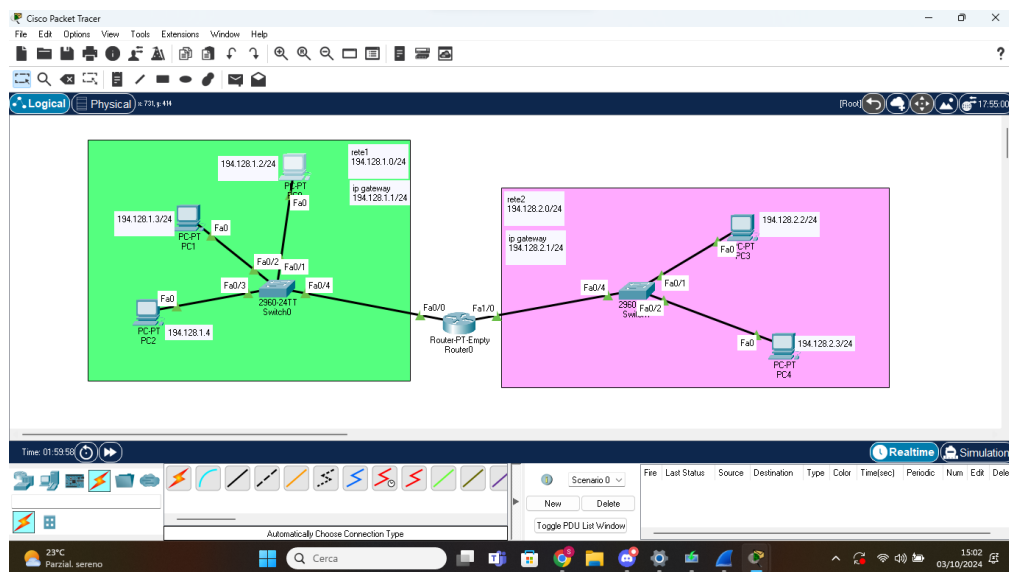 Cisco Packet Tracer
File Edit Options View Tools Extensions Window Help
?
Logical
Physical
x: 731, y: 414
[Root]
17:55:00
194.128.1.2/24
rete1
194.128.1.0/24
ip gateway
194.128.1.1/24
PC-PT
Fa0
194.128.1.3/24
Fa0
PC-PT
PC1
Fa0/2
Fa0/1
Fa0/3
Fa0/4
2960-24TT
Switch0
Fa0
PC-PT
PC2
194.128.1.4
Fa0/0
Fa1/0
Router-PT-Empty
Router0
rete2
194.128.2.0/24
ip gateway
194.128.2.1/24
194.128.2.2/24
Fa0
PC3
Fa0/4
Fa0/1
2960
Fa0/2
Fa0
194.128.2.3/24
PC-PT
PC4
Time: 01:59:58
Realtime
Simulation
Scenario 0
New
Delete
Toggle PDU List Window
Fire Last Status Source Destination Type Color Time(sec) Periodic Num Edit Dele
Automatically Choose Connection Type
23°C
Parzial. sereno
Cerca
15:02
03/10/2024